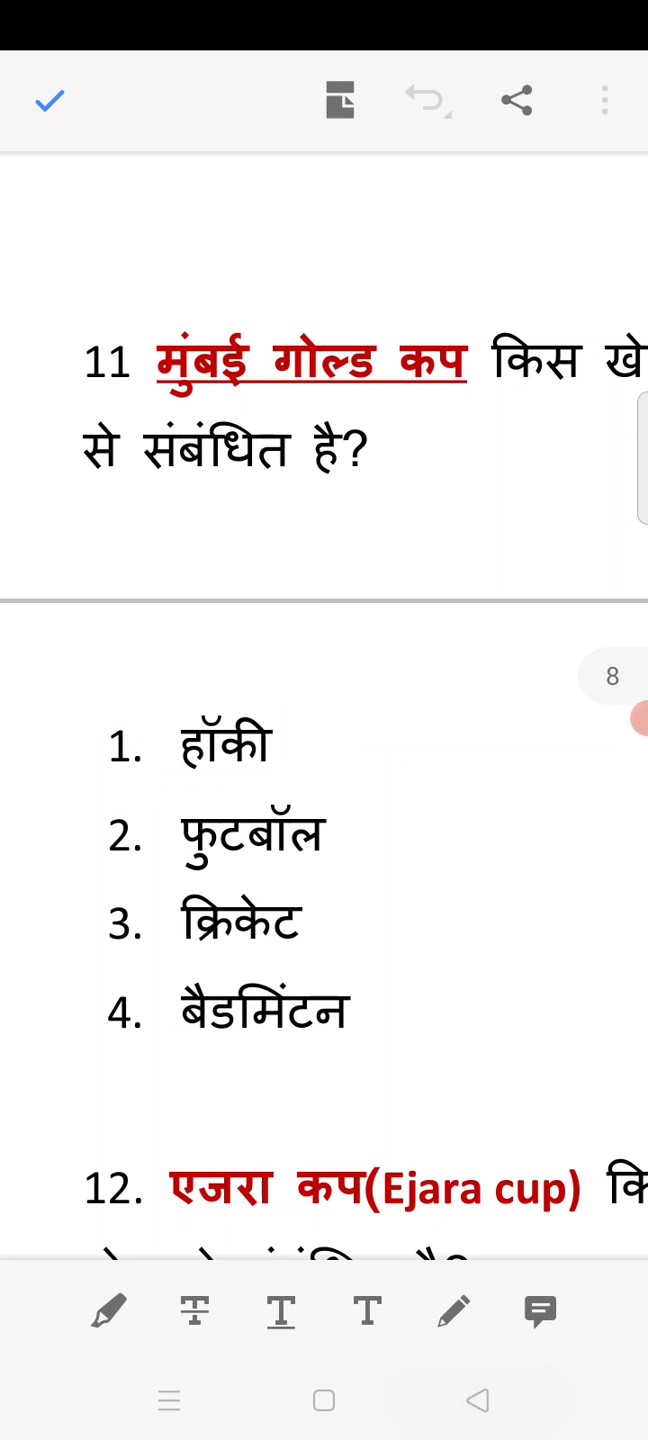 11 मुंबई गोल्ड कप किस खे
से संबंधित है?
8
1. हॉकी
2. फुटबॉल
3. क्रिकेट
4. बैडमिंटन
12. एजरा कप(Ejara cup) कि